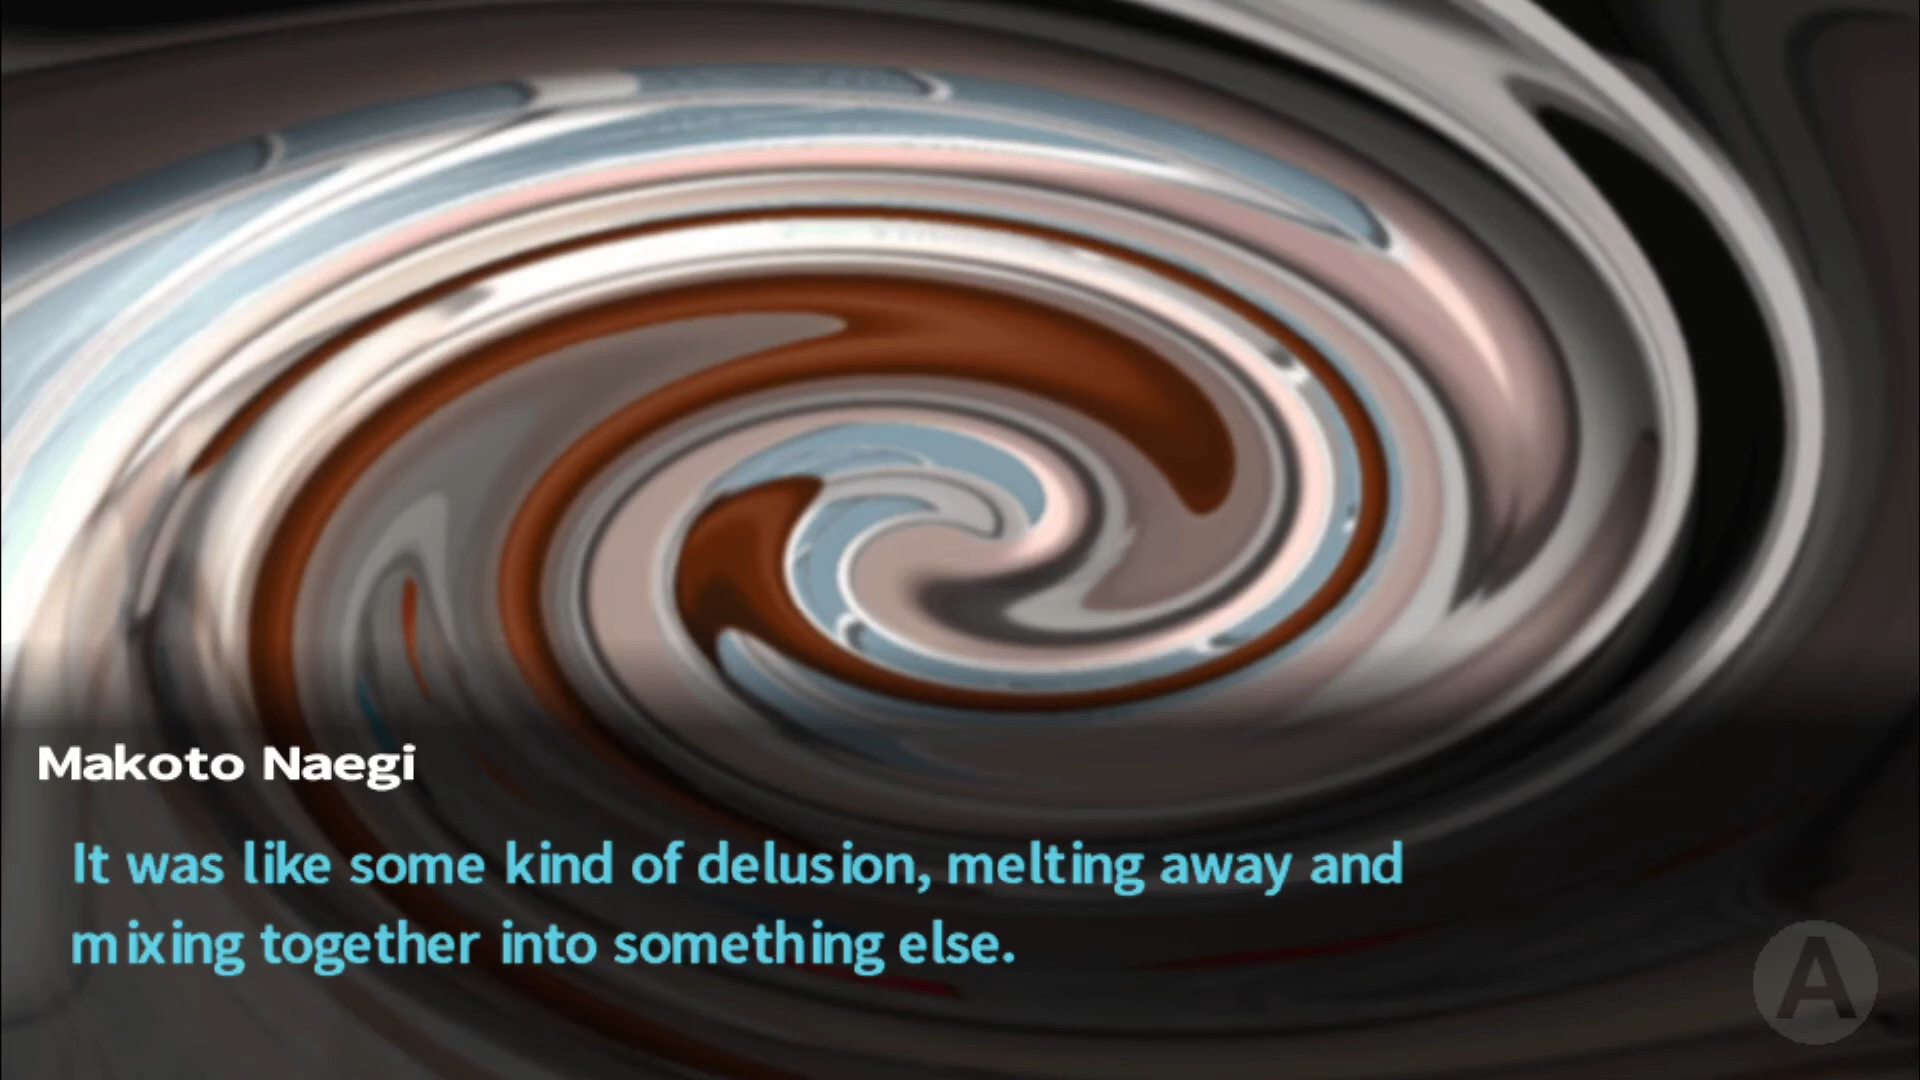 Makoto Naegi
It was like some kind of delusion, melting away and
mixing together into something else.
A